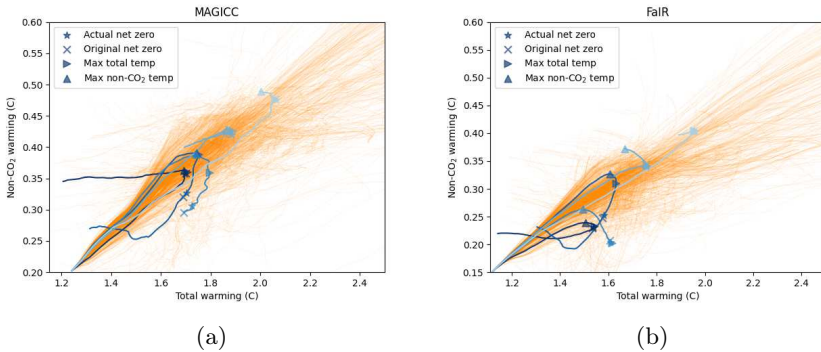 MAGICC
0.60
0.55
0.50
0.45
0.40
0.35
0.30
0.25
0.20
Non-CO₂ warming (C)
Actual net zero
Original net zero
Max total temp
Max non-CO₂ temp
1.2 1.4 1.6 1.8 2.0 2.2 2.4
Total warming (C)
(a)
FaIR
0.60
0.55
0.50
0.45
0.40
0.35
0.30
0.25
0.20
0.15
Non-CO₂ warming (C)
Actual net zero
Original net zero
Max total temp
Max non-CO₂ temp
1.2 1.4 1.6 1.8 2.0 2.2 2.4
Total warming (C)
(b)